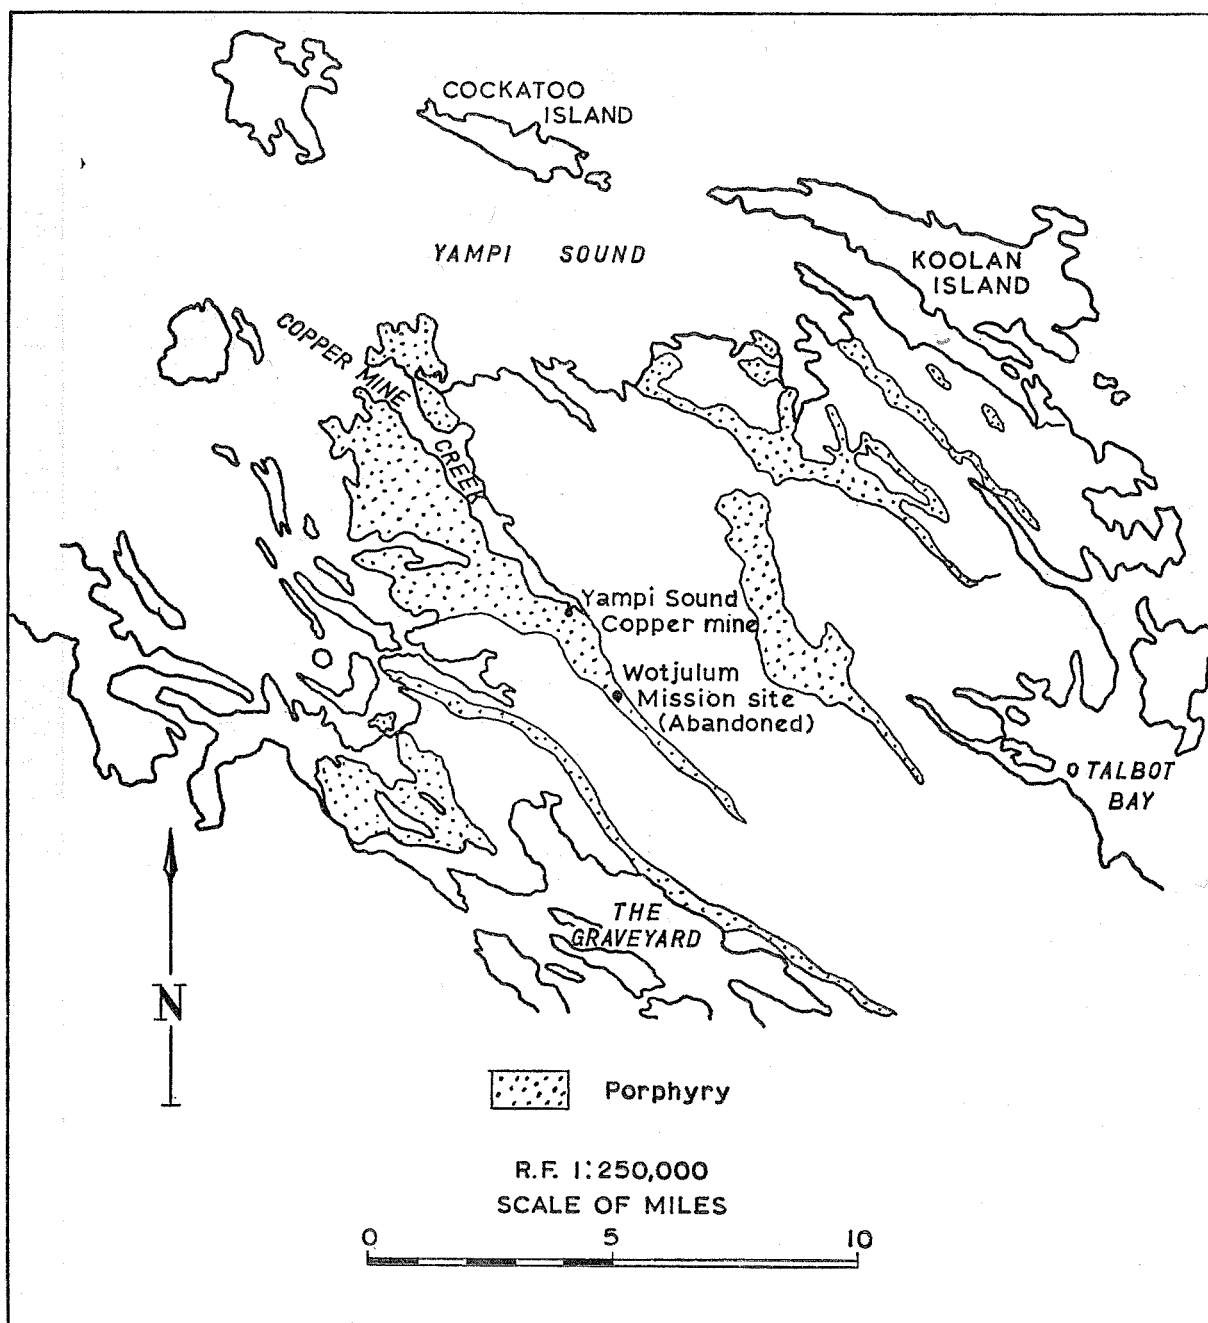 COCKATOO
ISLAND
YAMPI SOUND
KOOLAN
ISLAND
COPPER MINE
CREEK
Yampi Sound
Copper mine
Wotjulum
Mission site
(Abandoned)
TALBOT
BAY
THE
GRAVEYARD
N
Porphyry
R.F. 1:250,000
SCALE OF MILES
0 5 10